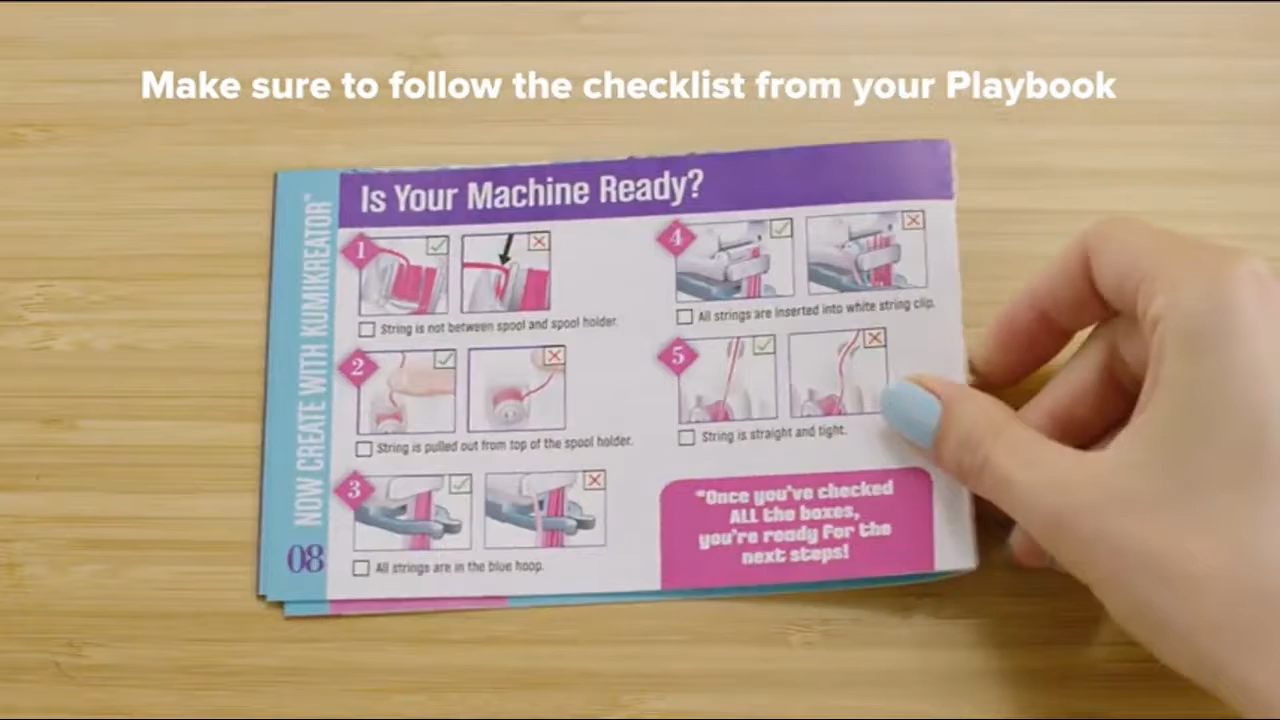 Make sure to follow the checklist from your Playbook
Is Your Machine Ready?
NOW CREATE WITH KUMIKREATOR™
08
1
String is not between spool and spool holder.
2
String is pulled out from top of the spool holder.
3
All strings are in the blue hoop.
4
All strings are inserted into white string clip.
5
String is straight and tight.
*Once you've checked
ALL the boxes,
you're ready for the
next steps!